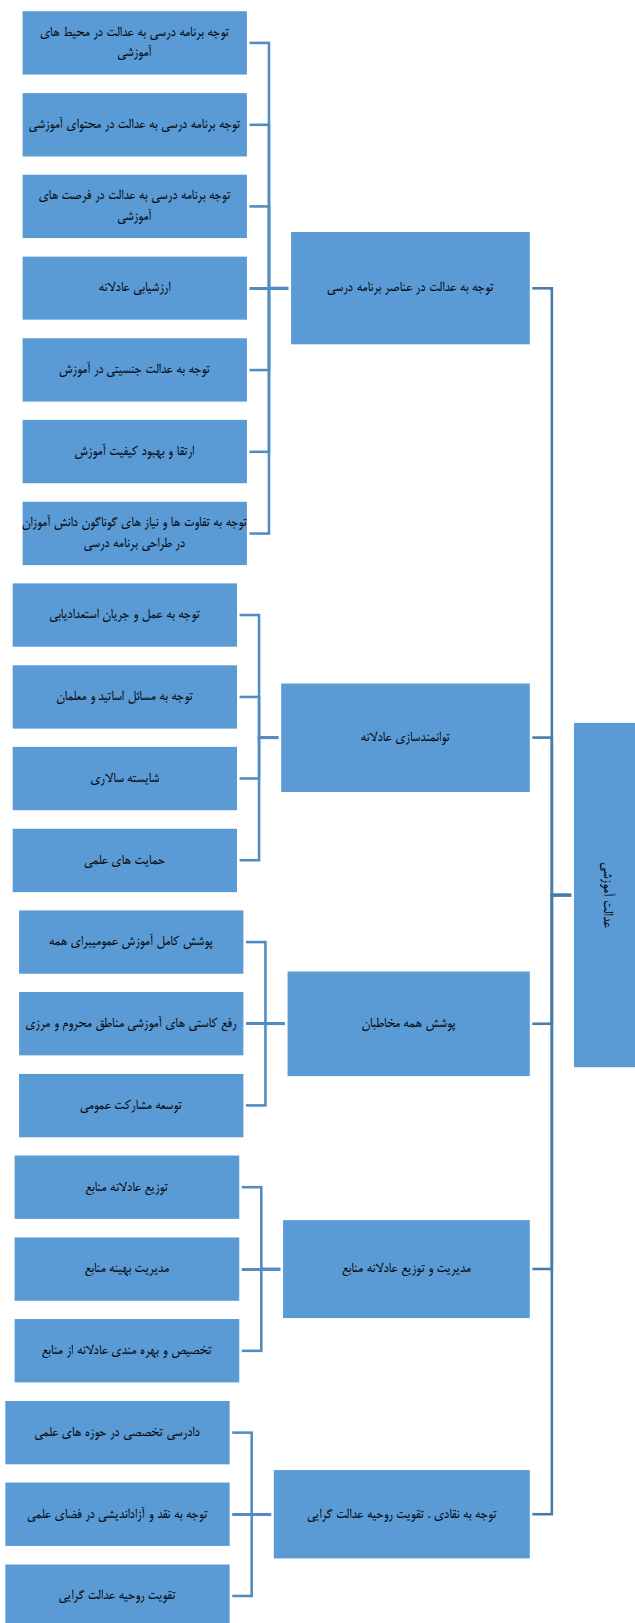 عدالت آموزشی
توجه به عدالت در عناصر برنامه درسی
توجه برنامه درسی به عدالت در محیط های
آموزشی
توجه برنامه درسی به عدالت در محتوای آموزشی
توجه برنامه درسی به عدالت در فرصت های
آموزشی
ارزشیابی عادلانه
توجه به عدالت جنسیتی در آموزش
ارتقا و بهبود کیفیت آموزش
توجه به تفاوت ها و نیاز های گوناگون دانش آموزان
در طراحی برنامه درسی
توانمندسازی عادلانه
توجه به عمل و جریان استعدادیابی
توجه به مسائل اساتید و معلمان
شایسته سالاری
حمایت های علمی
پوشش همه مخاطبان
پوشش کامل آموزش عمومیبرای همه
رفع کاستی های آموزشی مناطق محروم و مرزی
توسعه مشارکت عمومی
مدیریت و توزیع عادلانه منابع
توزیع عادلانه منابع
مدیریت بهینه منابع
تخصیص و بهره مندی عادلانه از منابع
توجه به نقادی . تقویت روحیه عدالت گرایی
دادرسی تخصصی در حوزه های علمی
توجه به نقد و آزاداندیشی در فضای علمی
تقویت روحیه عدالت گرایی